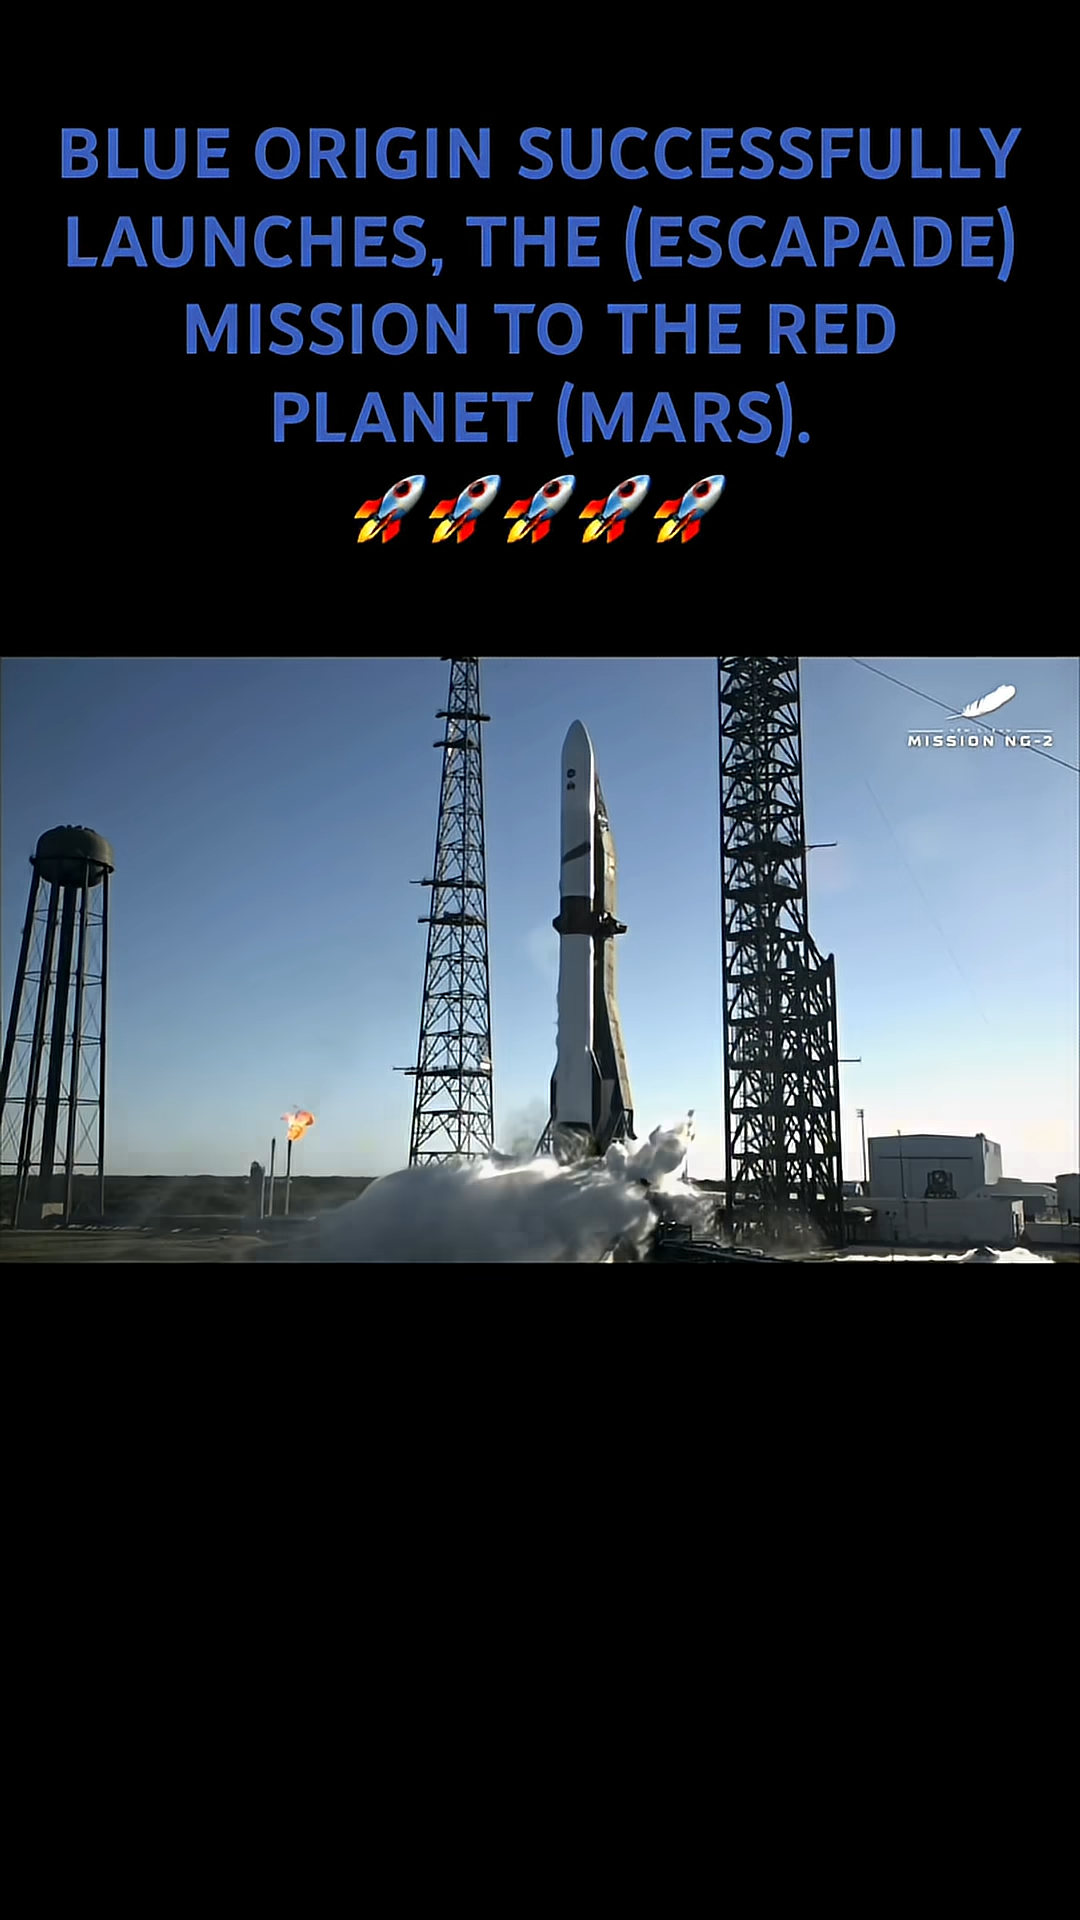 BLUE ORIGIN SUCCESSFULLY
LAUNCHES, THE (ESCAPADE)
MISSION TO THE RED
PLANET (MARS).
🚀🚀🚀🚀🚀
MISSION NG-2